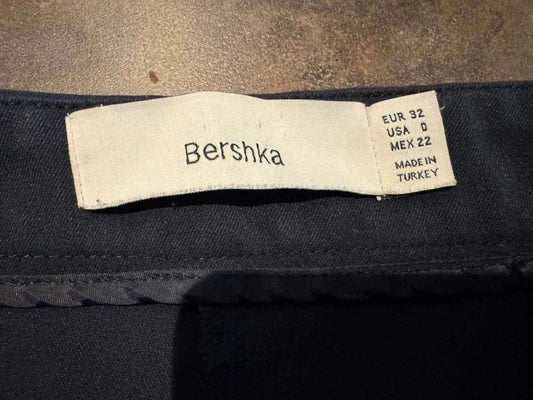 Bershka
EUR 32
USA 0
MEX 22
MADE IN
TURKEY